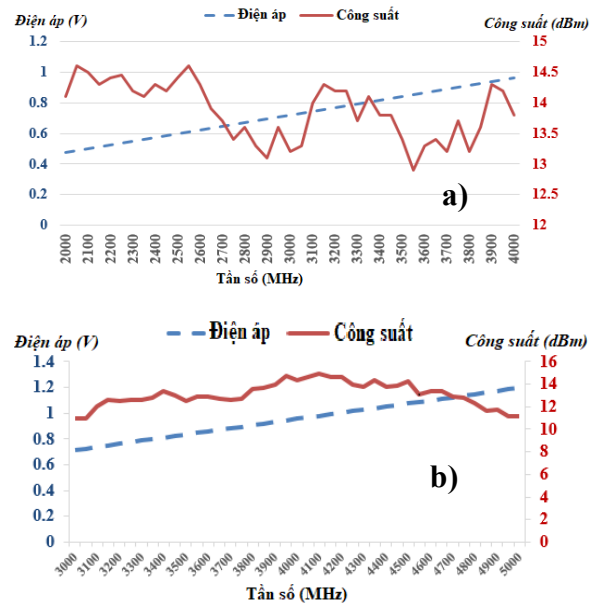 Điện áp (V) Điện áp Công suất Công suất (dBm)
1.2 15
1 14.5
14
0.8 13.5
0.6
13
0.4
12.5
0.2
0 12
a)
2000 2100 2200 2300 2400 2500 2600 2700 2800 2900 3000 3100 3200 3300 3400 3500 3600 3700 3800 3900 4000
Tần số (MHz)
Điện áp Công suất
Điện áp (V) Công suất (dBm)
1.4 16
1.2 14
1 12
10
0.8
8
0.6
6
0.4
4
0.2 2
0 0
b)
3000 3100 3200 3300 3400 3500 3600 3700 3800 3900 4000 4100 4200 4300 4400 4500 4600 4700 4800 4900 5000
Tần số (MHz)